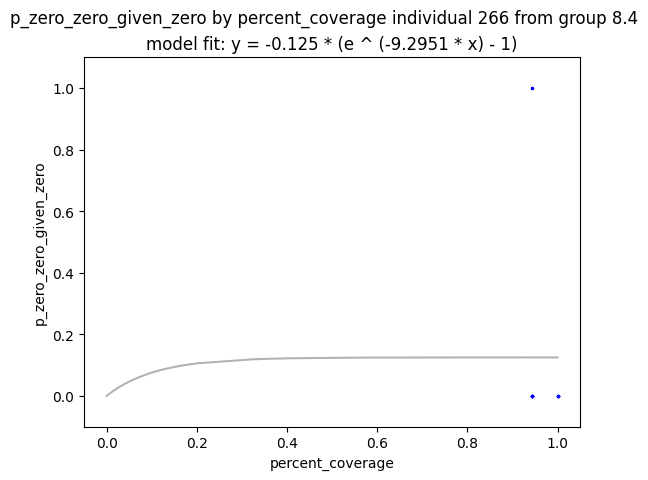 p_zero_zero_given_zero by percent_coverage individual 266 from group 8.4
model fit: y = -0.125 * (e ^ (-9.2951 * x) - 1)
1.0
0.8
0.6
0.4
0.2
0.0
p_zero_zero_given_zero
0.0 0.2 0.4 0.6 0.8 1.0
percent_coverage